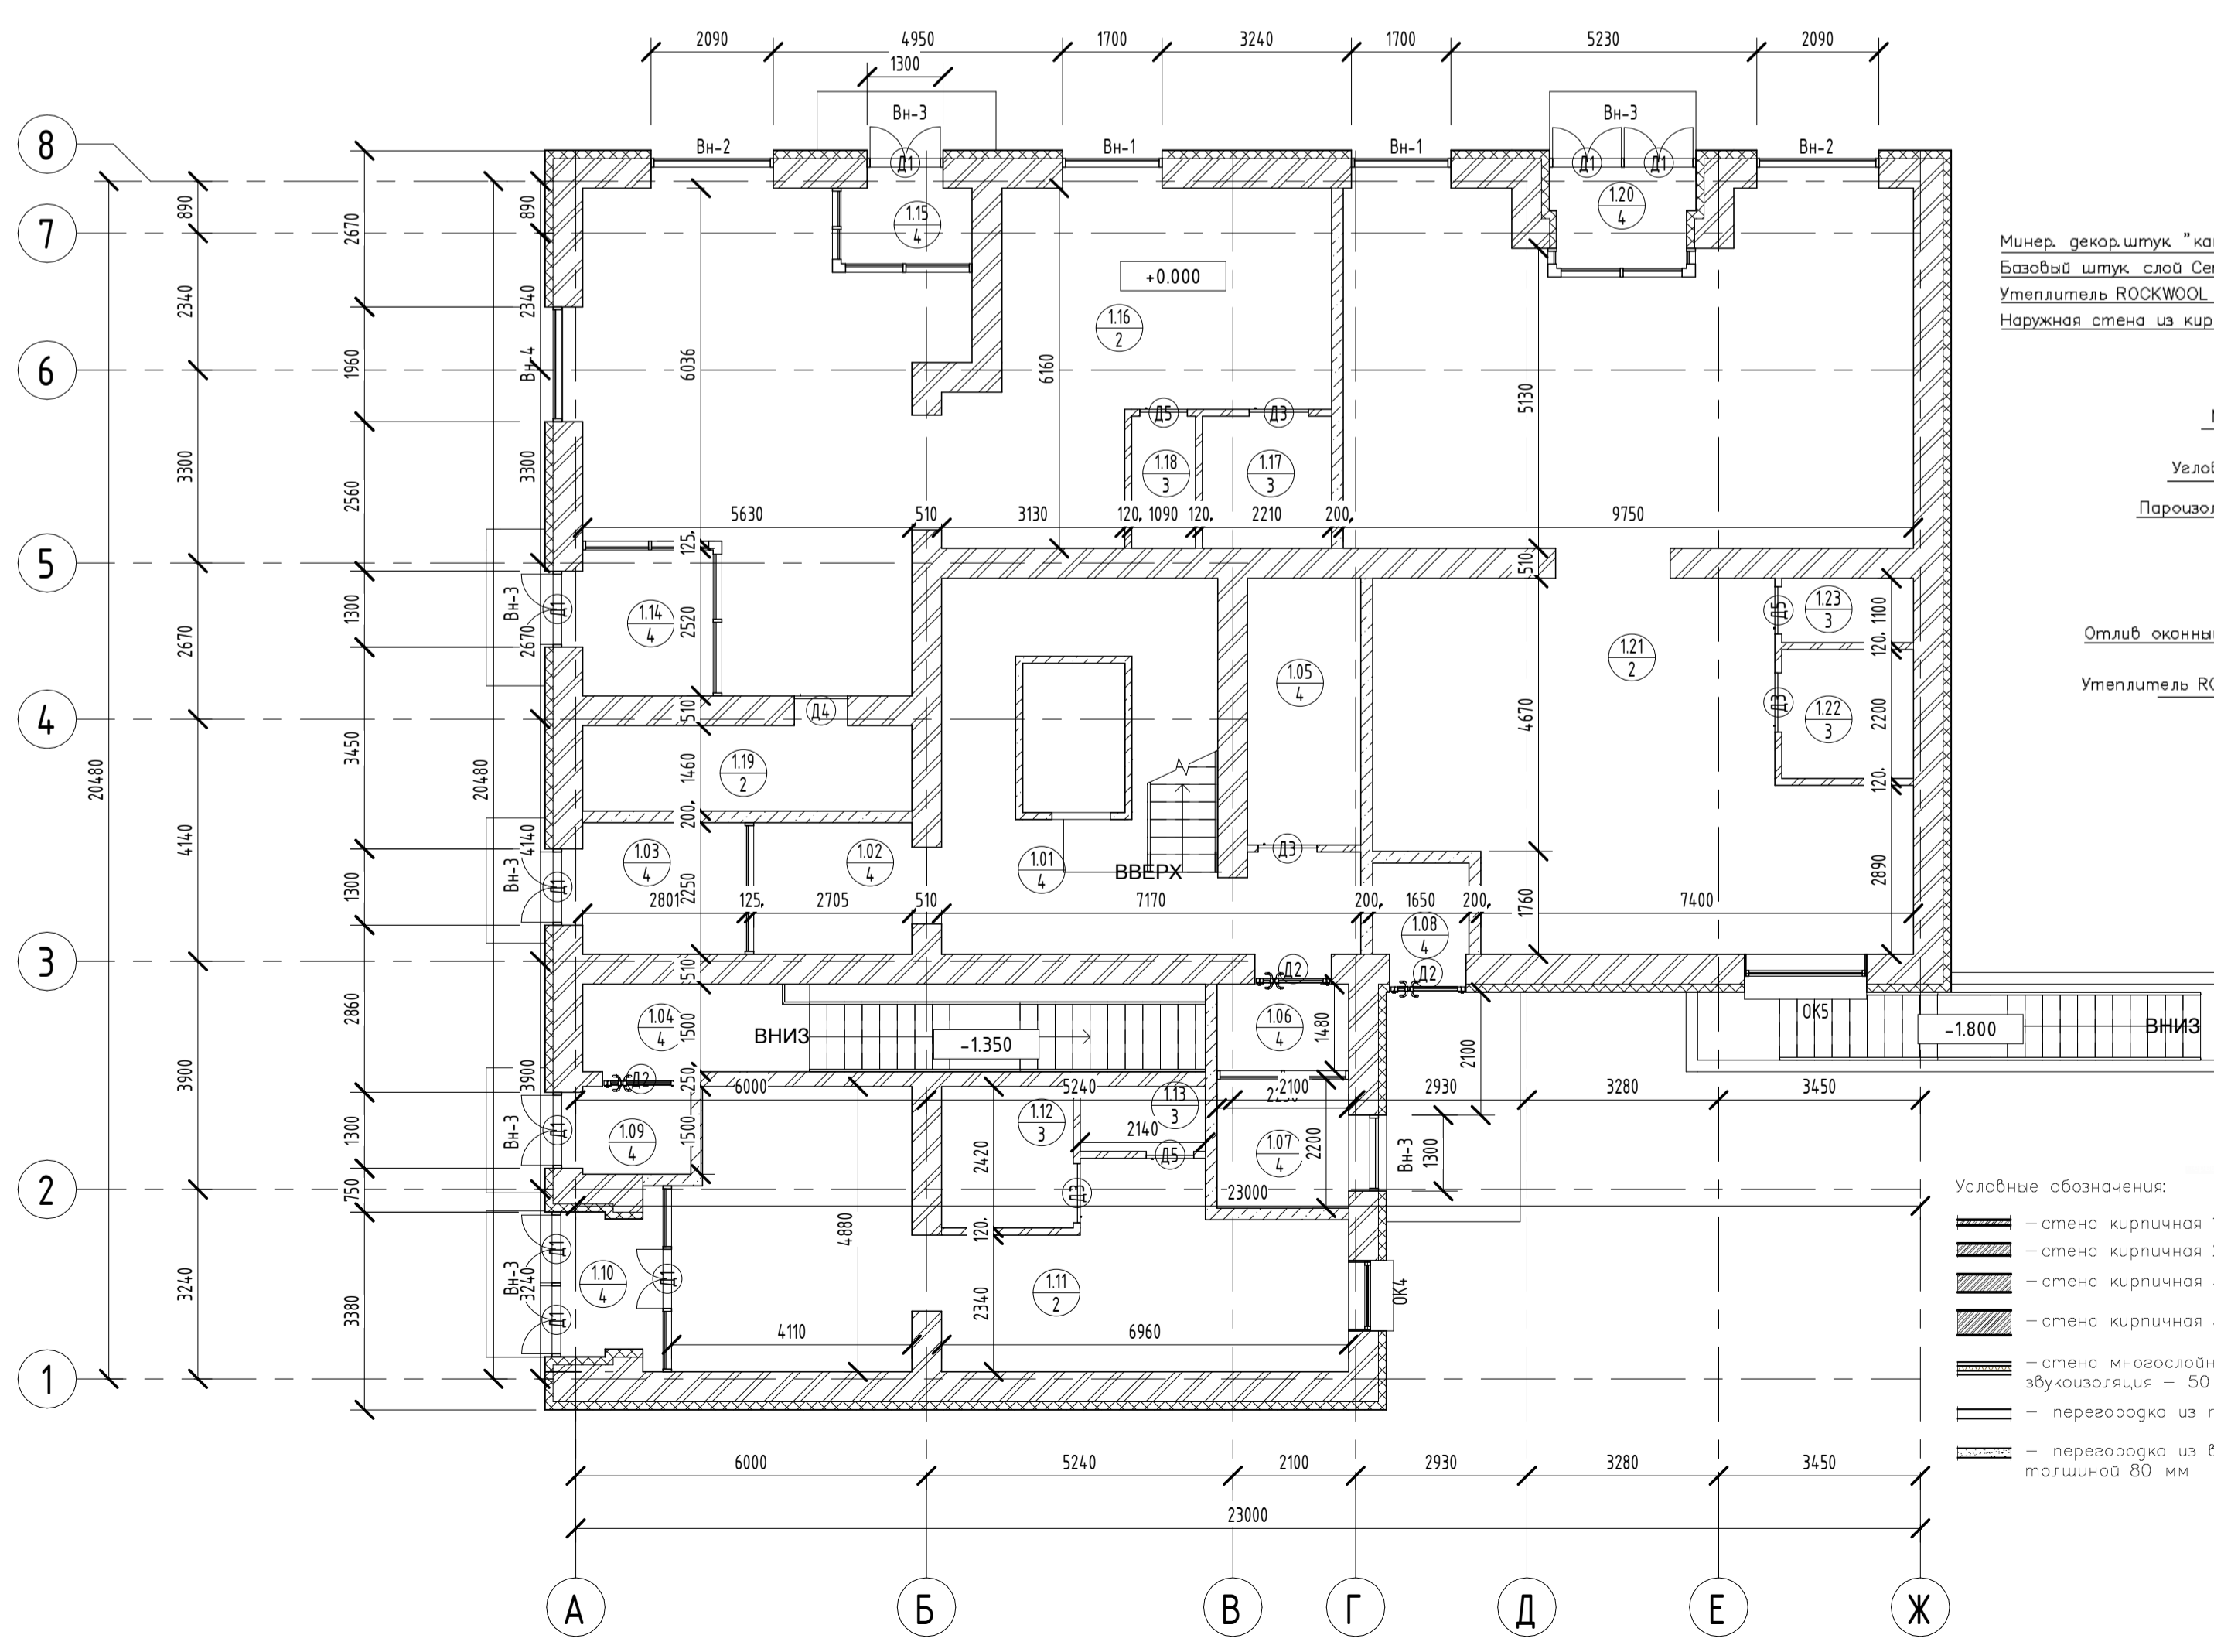 2090
4950
1700
3240
1700
5230
2090
1300
Вн-3
Вн-3
Вн-2
Д1
Вн-1
Вн-1
Д1
Д1
Вн-2
8
7
6
5
4
3
2
1
890
2340
3300
2670
4140
3900
3240
20480
2670
1960
2560
1300
3450
1300
2860
1300
750
3380
20480
890
2340
3300
2670
4140
3900
3240
Вн-4
Вн-3
Д1
Вн-3
Д1
Вн-3
Д1
Вн-3
Д1
Д1
1.15
4
1.20
4
+0.000
1.16
2
6036
6160
5130
Д5
Д3
1.18
3
1.17
3
5630
510
3130
120,
1090
120,
2210
200,
9750
125,
510
1.14
4
2520
1.05
4
1.21
2
Д5
1.23
3
1100
120,
Д3
1.22
3
2200
120,
2890
510
Д4
4670
1.19
2
1460
200,
1.03
4
1.02
4
1.01
4
ВВЕРХ
Д3
2250
2801
125,
2705
510
7170
200,
1650
200,
1760
7400
1.08
4
510
Д2
Д2
1.04
4
1500
ВНИЗ
-1.350
1.06
4
1480
2100
ОК5
-1.800
ВНИЗ
Д2
250,
6000
5240
2100
2930
3280
3450
1.09
4
1500
1.12
3
1.13
3
2140
Д5
1.07
4
2200
Вн-3
1300
2420
Д3
23000
120,
4880
1.10
4
Д1
1.11
2
2340
ОК4
4110
6960
6000
5240
2100
2930
3280
3450
23000
А
Б
В
Г
Д
Е
Ж
Минер. декор.штук "ка
Базовый штук слой Се
Утеплитель ROCKWOOL
Наружная стена из кир
Углов
Пароизол
Отлив оконны
Утеплитель RO
Условные обозначения:
-стена кирпичная
-стена кирпичная
-стена кирпичная
-стена кирпичная
-стена многослойн
звукоизоляция - 50
- перегородка из
- перегородка из в
толщиной 80 мм